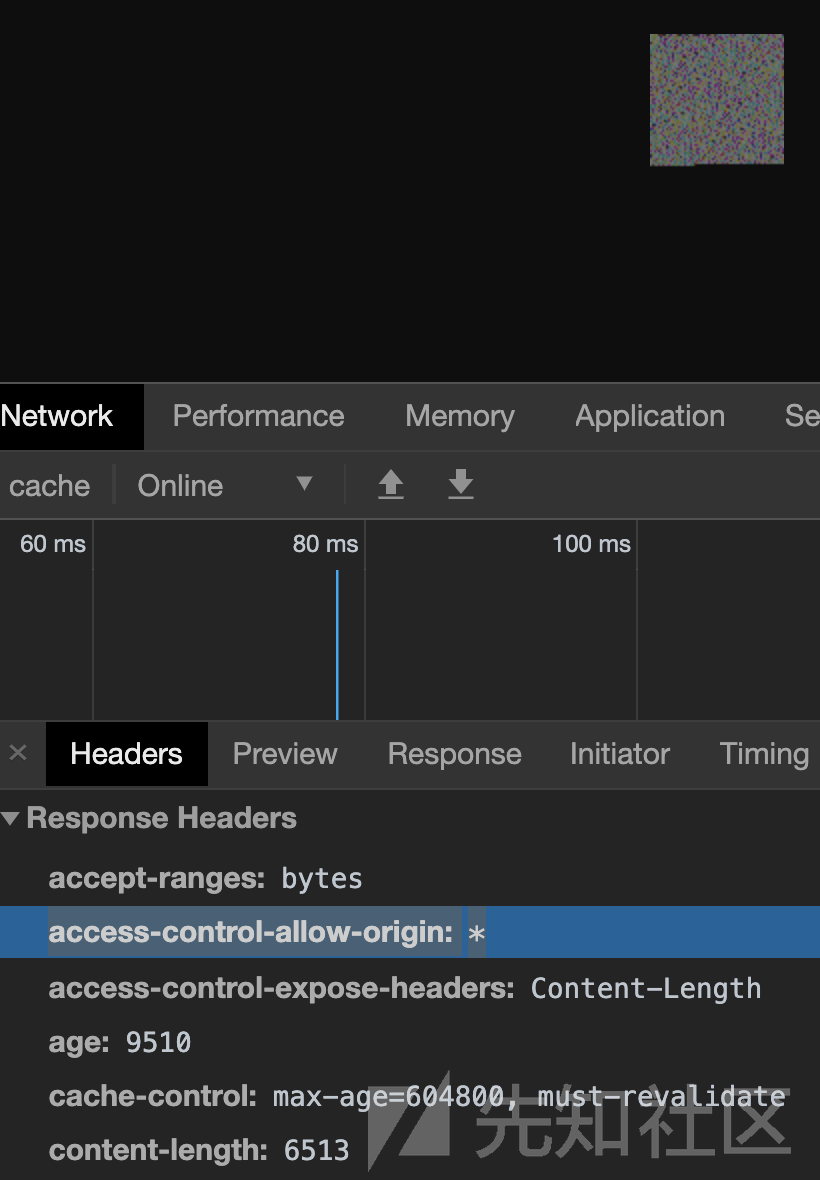 Network Performance Memory Application Se
cache Online
60 ms 80 ms 100 ms
× Headers Preview Response Initiator Timing
Response Headers
accept-ranges: bytes
access-control-allow-origin: *
access-control-expose-headers: Content-Length
age: 9510
cache-control: max-age=604800, must-revalidate
content-length: 6513
先知社区